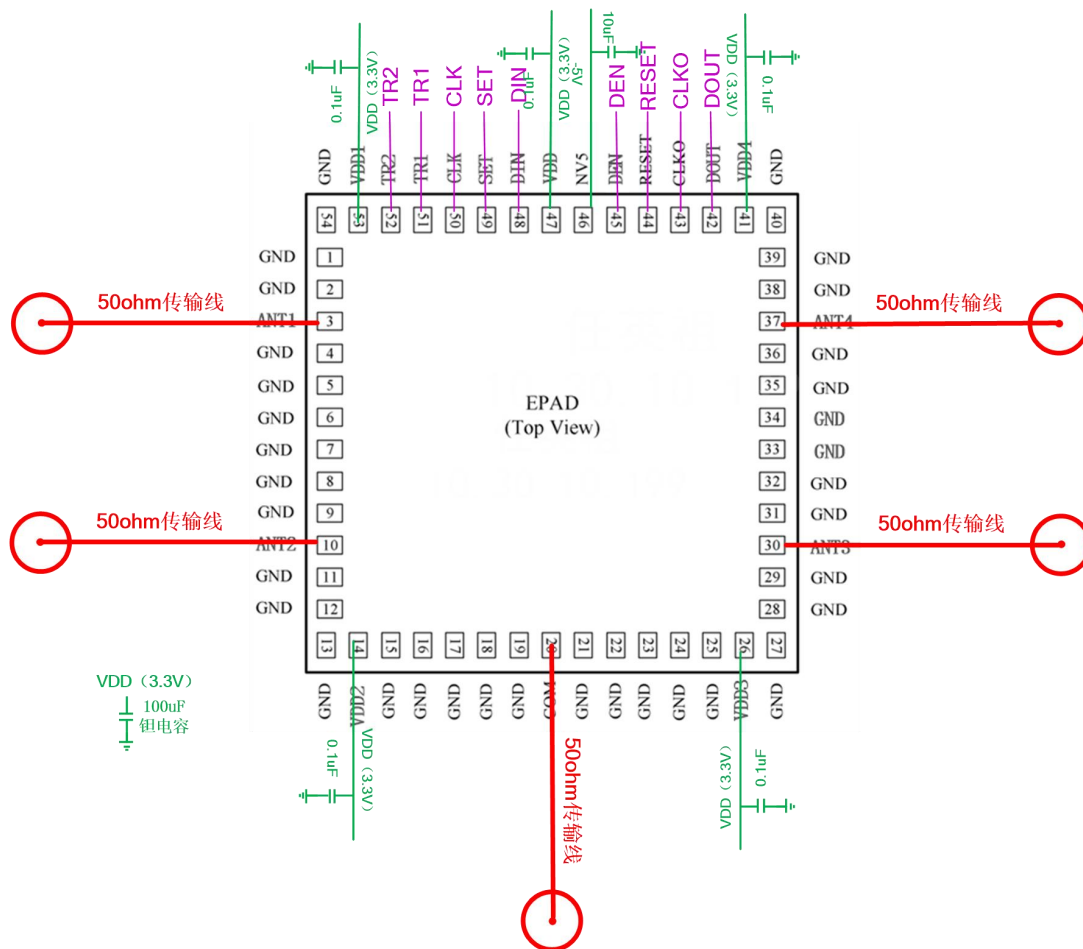 0.1uF
VDD（3.3V）
TR2
TR1
CLK
SET
DIN
0.1uF
VDD（3.3V）
-5V
10uF
DEN
RESET
CLKO
DOUT
VDD（3.3V）
0.1uF
GND
VDD1
TR2
TR1
CLK
SET
DIN
VDD
NV5
DEN
RESET
CLKO
DOUT
VDD4
GND
54
53
52
51
50
49
48
47
46
45
44
43
42
41
40
GND 1
GND 2
50ohm传输线
ANT1 3
GND 4
GND 5
GND 6
GND 7
GND 8
GND 9
50ohm传输线
ANT2 10
GND 11
GND 12
EPAD
(Top View)
39 GND
38 GND
50ohm传输线
37 ANT4
36 GND
35 GND
34 GND
33 GND
32 GND
31 GND
50ohm传输线
30 ANT3
29 GND
28 GND
13
14
15
16
17
18
19
20
21
22
23
24
25
26
27
GND
VDD2
GND
GND
GND
GND
GND
COM
GND
GND
GND
GND
GND
VDD3
GND
VDD（3.3V）
100uF
钽电容
0.1uF
VDD（3.3V）
50ohm传输线
VDD（3.3V）
0.1uF